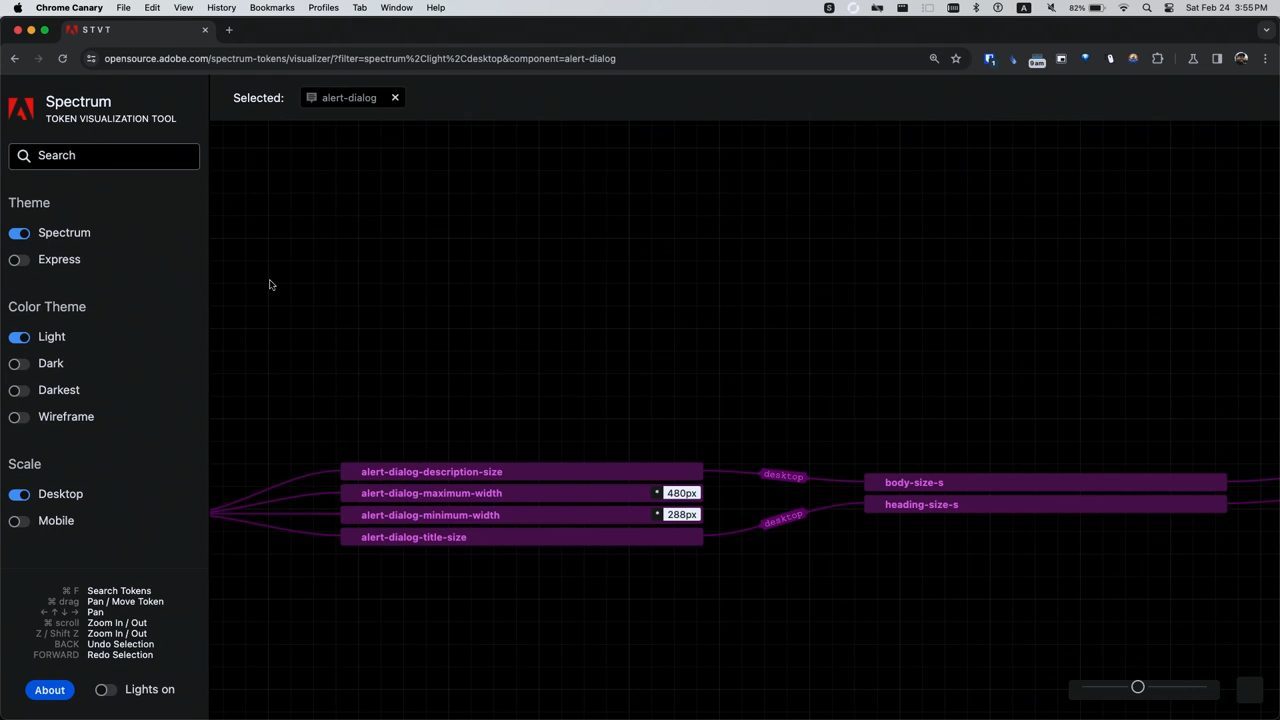 Chrome Canary File Edit View History Bookmarks Profiles Tab Window Help S A 82% Sat Feb 24 3:55 PM
STVT
opensource.adobe.com/spectrum-tokens/visualizer/?filter=spectrum%2Clight%2Cdesktop&component=alert-dialog
9am
Spectrum
TOKEN VISUALIZATION TOOL
Selected: alert-dialog
Search
Theme
Spectrum
Express
Color Theme
Light
Dark
Darkest
Wireframe
Scale
Desktop
Mobile
alert-dialog-description-size
alert-dialog-maximum-width * 480px
alert-dialog-minimum-width * 288px
alert-dialog-title-size
desktop
desktop
body-size-s
heading-size-s
⌘ F Search Tokens
⌘ drag Pan / Move Token
← ↑ ↓ → Pan
⌘ scroll Zoom In / Out
Z / Shift Z Zoom In / Out
BACK Undo Selection
FORWARD Redo Selection
About Lights on